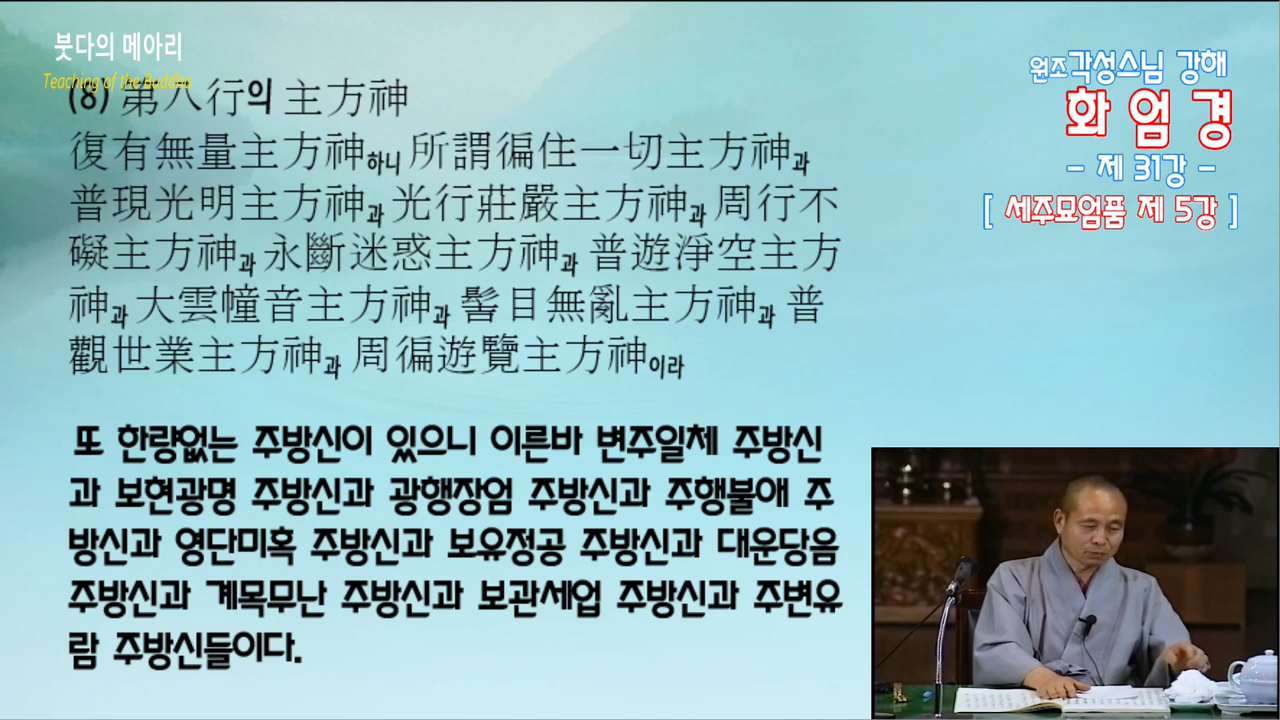 붓다의 메아리
Teaching of the Buddha
원조각성스님 강해
화 엄 경
- 제 31강 -
[ 세주묘엄품 제 5강 ]
(8) 第八行의 主方神
復有無量主方神하니 所謂徧住一切主方神과
普現光明主方神과 光行莊嚴主方神과 周行不
礙主方神과 永斷迷惑主方神과 普遊淨空主方
神과 大雲幢音主方神과 髻目無亂主方神과 普
觀世業主方神과 周徧遊覽主方神이라
또 한량없는 주방신이 있으니 이른바 변주일체 주방신
과 보현광명 주방신과 광행장엄 주방신과 주행불애 주
방신과 영단미혹 주방신과 보유정공 주방신과 대운당음
주방신과 계목무난 주방신과 보관세업 주방신과 주변유
람 주방신들이다.